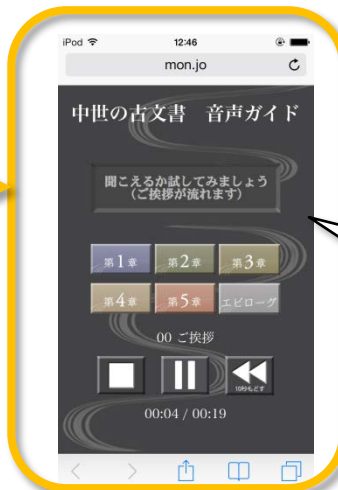 iPod 12:46
mon.jo
中世の古文書　音声ガイド
聞こえるか試してみましょう
（ご挨拶が流れます）
第1章 第2章 第3章
第4章 第5章 エピローグ
00 ご挨拶
10秒もどす
00:04 / 00:19